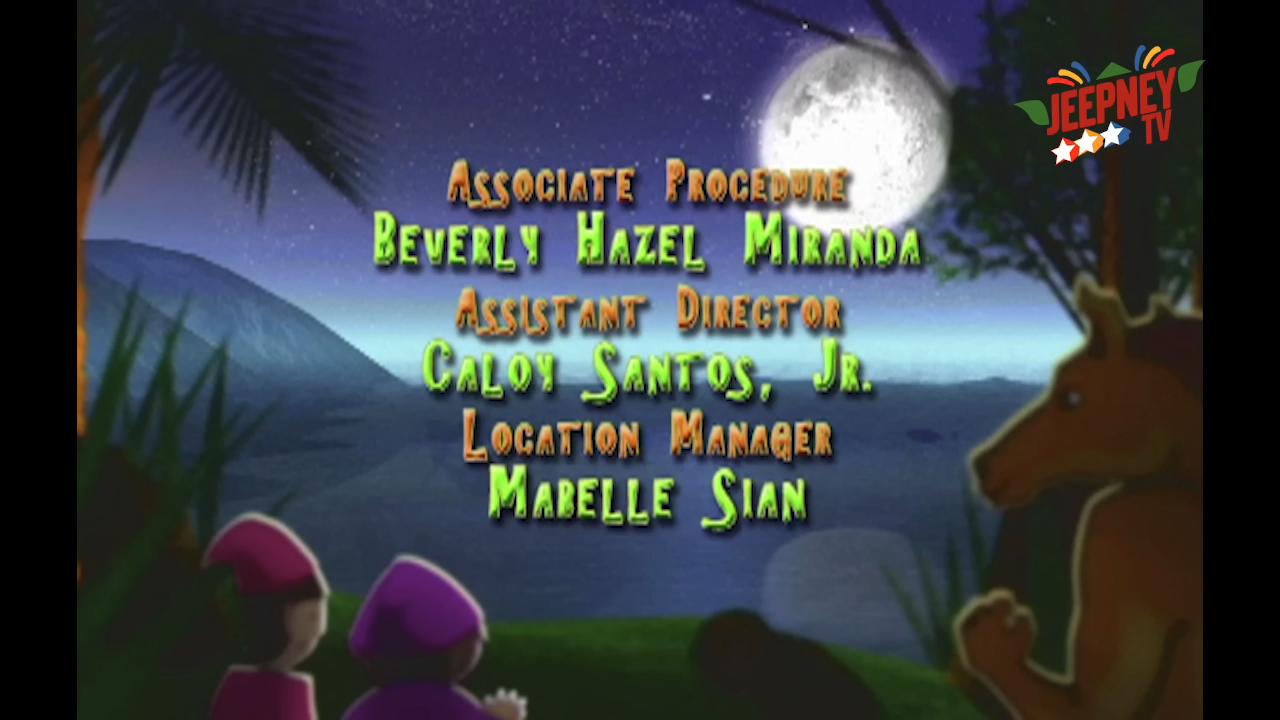 JEEPNEY
TV
ASSOCIATE PROCEDURE
BEVERLY HAZEL MIRANDA
ASSISTANT DIRECTOR
CALOY SANTOS, JR.
LOCATION MANAGER
MABELLE SIAN